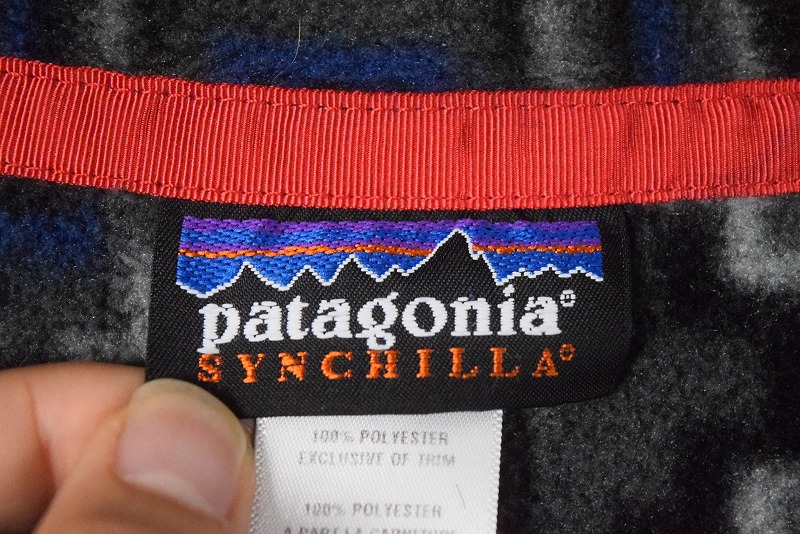 patagonia®
SYNCHILLA®
100% POLYESTER
EXCLUSIVE OF TRIM
100% POLYESTER